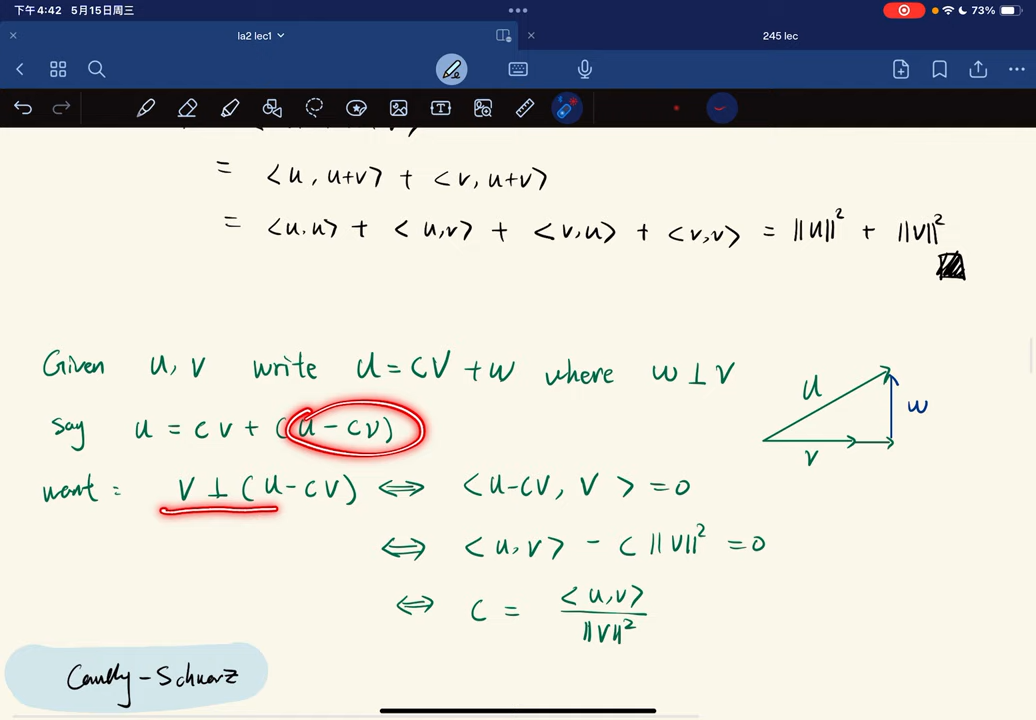 下午4:42 5月15日周三
73%
la2 lec1
245 lec
= <u, u+v> + <v, u+v>
= <u,u> + <u,v> + <v,u> + <v,v> = ||u||² + ||v||²
Given u, v write u = cv + w where w ⊥ v
u
w
v
Say u = cv + (u - cv)
want: v ⊥ (u - cv) ⟺ <u-cv, v> = 0
⟺ <u,v> - c ||v||² = 0
⟺ c = <u,v> / ||v||²
Cauchy-Schwarz